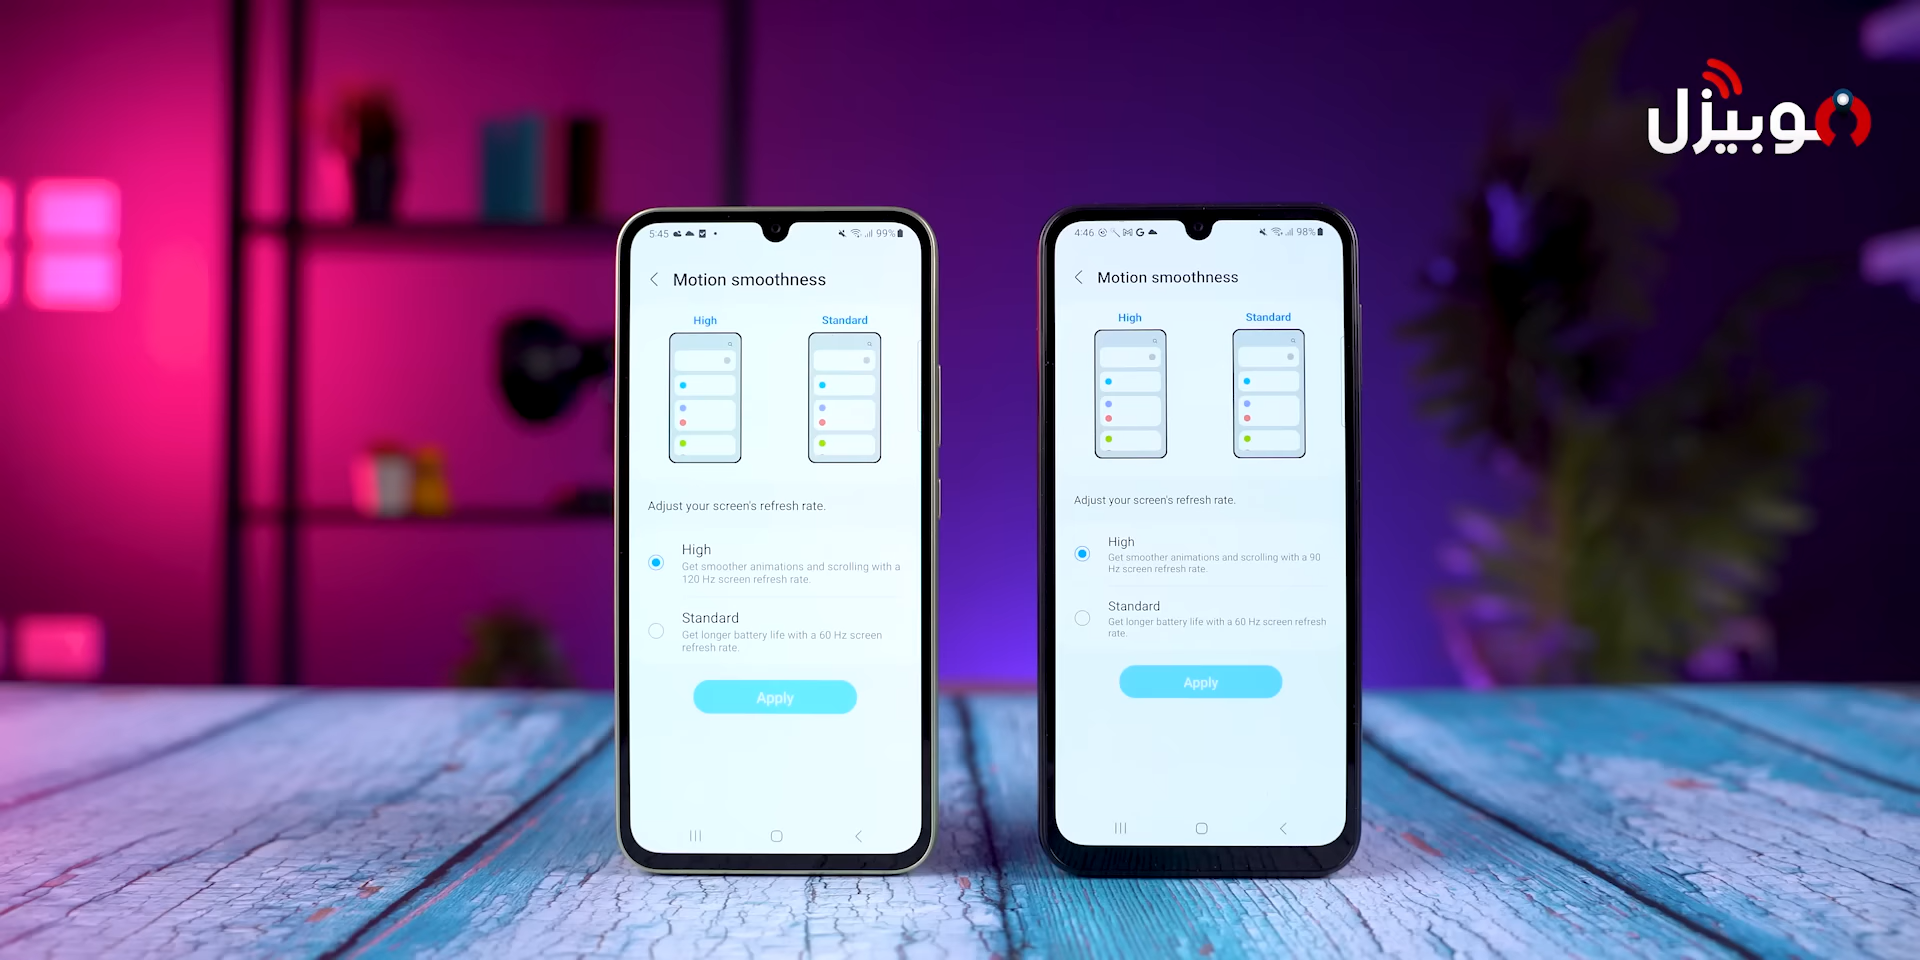 موبيزل
5:45
99%
Motion smoothness
High
Standard
Adjust your screen's refresh rate.
High
Get smoother animations and scrolling with a
120 Hz screen refresh rate.
Standard
Get longer battery life with a 60 Hz screen
refresh rate.
Apply
4:46
G
98%
Motion smoothness
High
Standard
Adjust your screen's refresh rate.
High
Get smoother animations and scrolling with a 90
Hz screen refresh rate.
Standard
Get longer battery life with a 60 Hz screen refresh
rate.
Apply